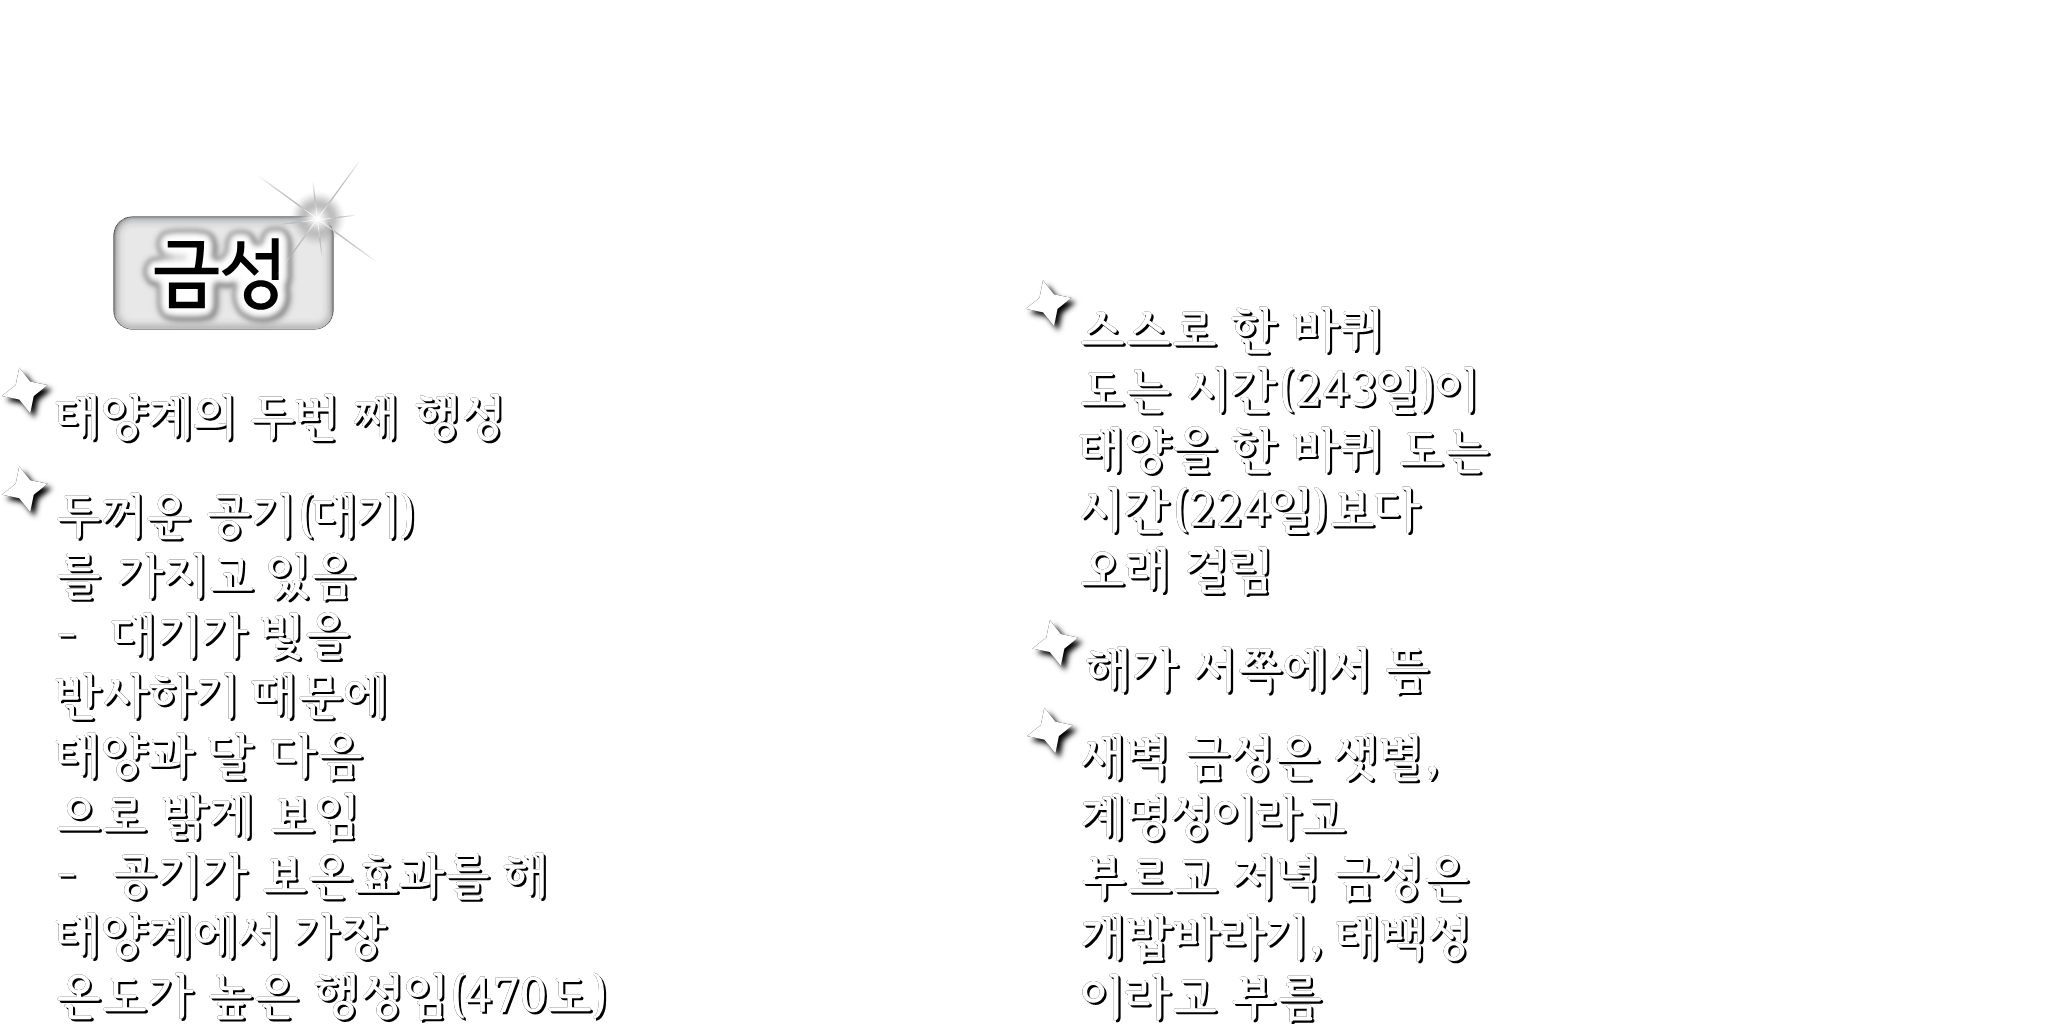 금성
태양계의 두번 째 행성
두꺼운 공기(대기)
를 가지고 있음
- 대기가 빛을
반사하기 때문에
태양과 달 다음
으로 밝게 보임
- 공기가 보온효과를 해
태양계에서 가장
온도가 높은 행성임(470도)
스스로 한 바퀴
도는 시간(243일)이
태양을 한 바퀴 도는
시간(224일)보다
오래 걸림
해가 서쪽에서 뜸
새벽 금성은 샛별,
계명성이라고
부르고 저녁 금성은
개밥바라기, 태백성
이라고 부름